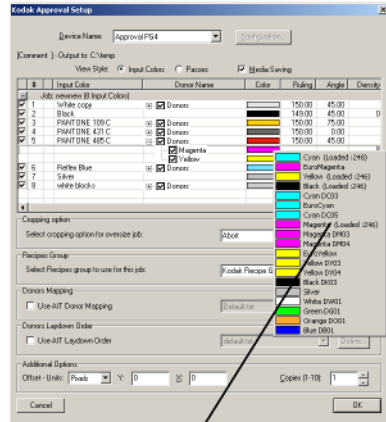 Kodak Approval Setup
Device Name: Approval PS4 Configuration...
[Comment ] - Output to: C:\temp
View Style: Input Colors Passes Media Saving
# Input Color Donor Name Color Ruling Angle Density
Job: newview (8 Input Colors)
1 White copy Donors 150.00 45.00
2 Black 149.00 45.00 0
3 PANTONE 109 C Donors 150.00 75.00
4 PANTONE 431 C Donors 150.00 0.00
5 PANTONE 485 C Donors 150.00 45.00
Magenta
Yellow
6 Reflex Blue Donors
7 Silver
8 white blocks Donors
Cyan (Loaded :248)
EuroMagenta
Yellow (Loaded :246)
Black (Loaded :246)
Cyan DC03
EuroCyan
Cyan DC05
Magenta (Loaded :246)
Magenta DM03
Magenta DM04
EuroYellow
Yellow DY03
Yellow DY04
Black DK03
Silver
White DW01
Green DG01
Orange DO01
Blue DB01
Cropping option
Select cropping option for oversize job: Abort
Recipes Group
Select Recipes group to use for this job: Kodak Recipe G
Donors Mapping
Use AIT Donor Mapping Default.txt
Donors Laydown Order
Use AIT Laydown Order default.txt Define...
Additional Options
Offset - Units: Pixels Y: 0 X: 0 Copies (1-10): 1
Cancel OK